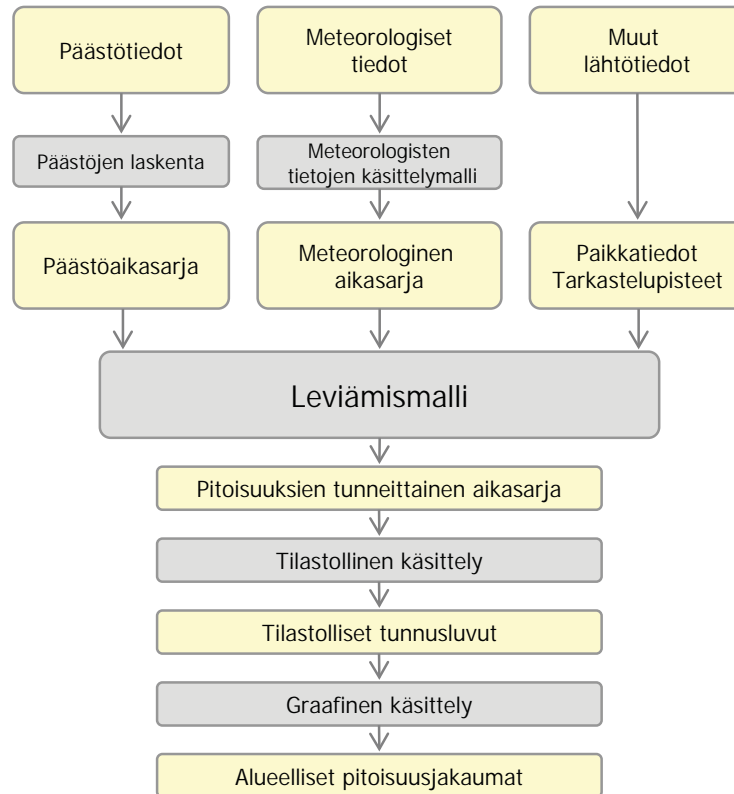 Päästötiedot
Meteorologiset
tiedot
Muut
lähtötiedot
Päästöjen laskenta
Meteorologisten
tietojen käsittelymalli
Päästöaikasarja
Meteorologinen
aikasarja
Paikkatiedot
Tarkastelupisteet
Leviämismalli
Pitoisuuksien tunneittainen aikasarja
Tilastollinen käsittely
Tilastolliset tunnusluvut
Graafinen käsittely
Alueelliset pitoisuusjakaumat